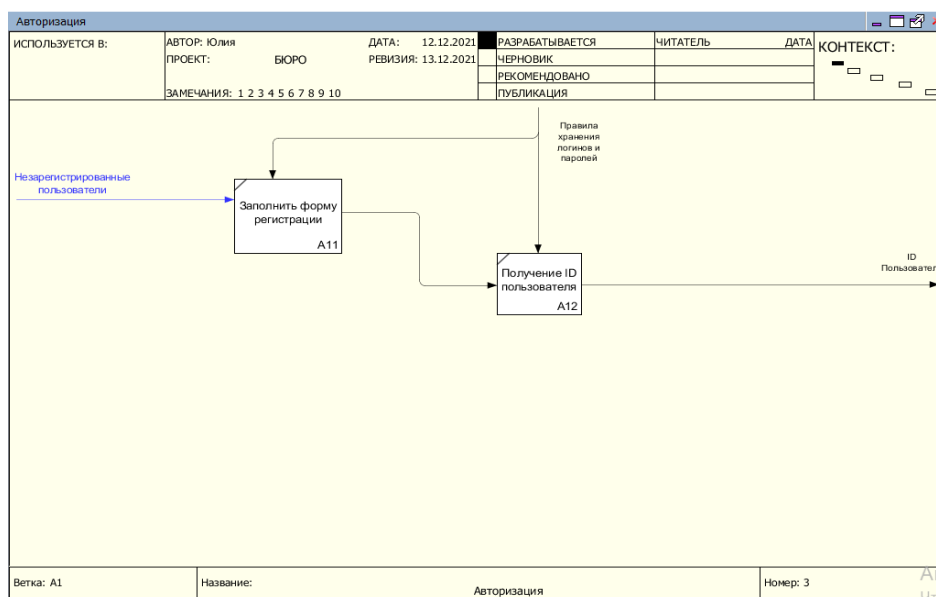 Авторизация
ИСПОЛЬЗУЕТСЯ В:
АВТОР: Юлия
ДАТА: 12.12.2021
РАЗРАБАТЫВАЕТСЯ
ЧИТАТЕЛЬ
ДАТА
КОНТЕКСТ:
ПРОЕКТ: БЮРО
РЕВИЗИЯ: 13.12.2021
ЧЕРНОВИК
РЕКОМЕНДОВАНО
ЗАМЕЧАНИЯ: 1 2 3 4 5 6 7 8 9 10
ПУБЛИКАЦИЯ
Правила
хранения
логинов и
паролей
Незарегистрированные
пользователи
Заполнить форму
регистрации
A11
Получение ID
пользователя
A12
ID
Ветка: A1
Название:
Авторизация
Номер: 3